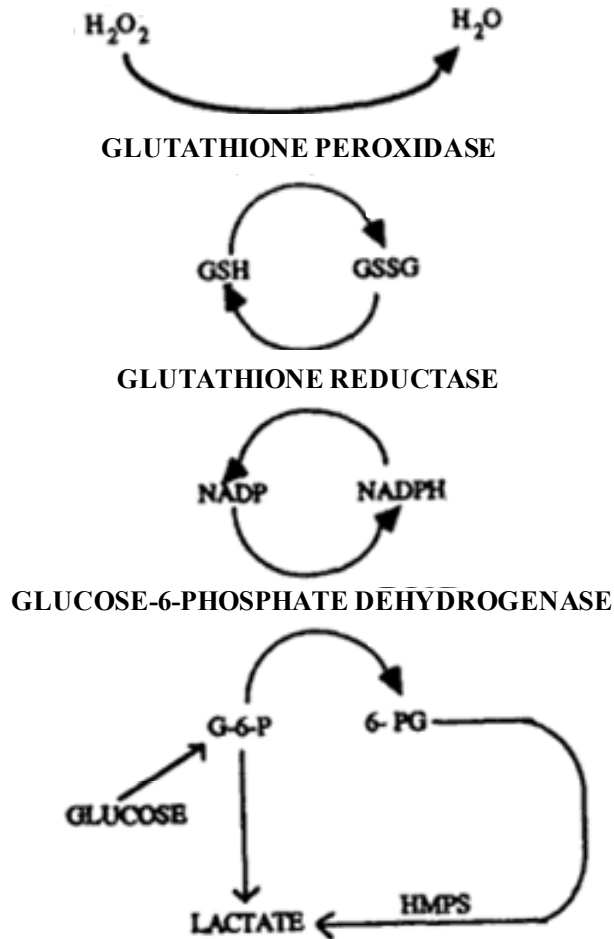 H₂O₂ H₂O
GLUTATHIONE PEROXIDASE
GSH GSSG
GLUTATHIONE REDUCTASE
NADP NADPH
GLUCOSE-6-PHOSPHATE DEHYDROGENASE
G-6-P 6- PG
GLUCOSE
HMPS
LACTATE